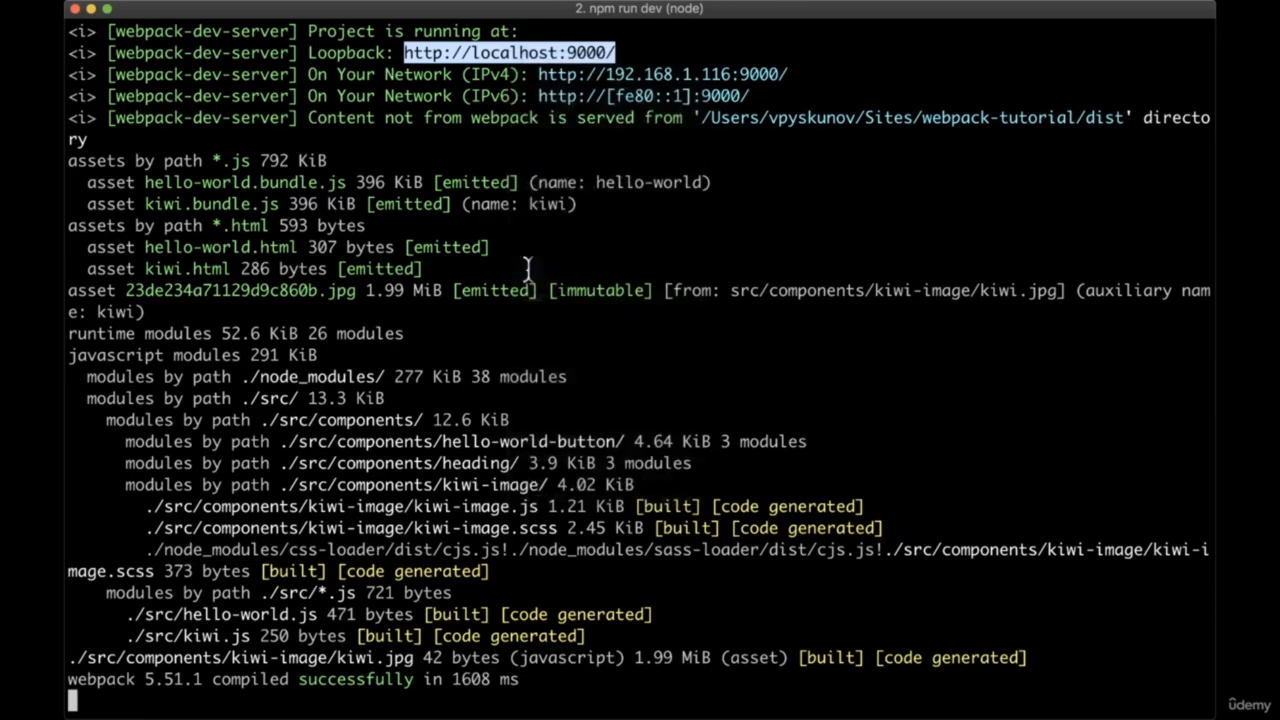 2. npm run dev (node)
<i> [webpack-dev-server] Project is running at:
<i> [webpack-dev-server] Loopback: http://localhost:9000/
<i> [webpack-dev-server] On Your Network (IPv4): http://192.168.1.116:9000/
<i> [webpack-dev-server] On Your Network (IPv6): http://[fe80::1]:9000/
<i> [webpack-dev-server] Content not from webpack is served from '/Users/vpyskunov/Sites/webpack-tutorial/dist' directo
ry
assets by path *.js 792 KiB
  asset hello-world.bundle.js 396 KiB [emitted] (name: hello-world)
  asset kiwi.bundle.js 396 KiB [emitted] (name: kiwi)
assets by path *.html 593 bytes
  asset hello-world.html 307 bytes [emitted]
  asset kiwi.html 286 bytes [emitted]
asset 23de234a71129d9c860b.jpg 1.99 MiB [emitted] [immutable] [from: src/components/kiwi-image/kiwi.jpg] (auxiliary nam
e: kiwi)
runtime modules 52.6 KiB 26 modules
javascript modules 291 KiB
  modules by path ./node_modules/ 277 KiB 38 modules
  modules by path ./src/ 13.3 KiB
    modules by path ./src/components/ 12.6 KiB
      modules by path ./src/components/hello-world-button/ 4.64 KiB 3 modules
      modules by path ./src/components/heading/ 3.9 KiB 3 modules
      modules by path ./src/components/kiwi-image/ 4.02 KiB
        ./src/components/kiwi-image/kiwi-image.js 1.21 KiB [built] [code generated]
        ./src/components/kiwi-image/kiwi-image.scss 2.45 KiB [built] [code generated]
        ./node_modules/css-loader/dist/cjs.js!./node_modules/sass-loader/dist/cjs.js!./src/components/kiwi-image/kiwi-i
mage.scss 373 bytes [built] [code generated]
    modules by path ./src/*.js 721 bytes
      ./src/hello-world.js 471 bytes [built] [code generated]
      ./src/kiwi.js 250 bytes [built] [code generated]
./src/components/kiwi-image/kiwi.jpg 42 bytes (javascript) 1.99 MiB (asset) [built] [code generated]
webpack 5.51.1 compiled successfully in 1608 ms
ûdemy